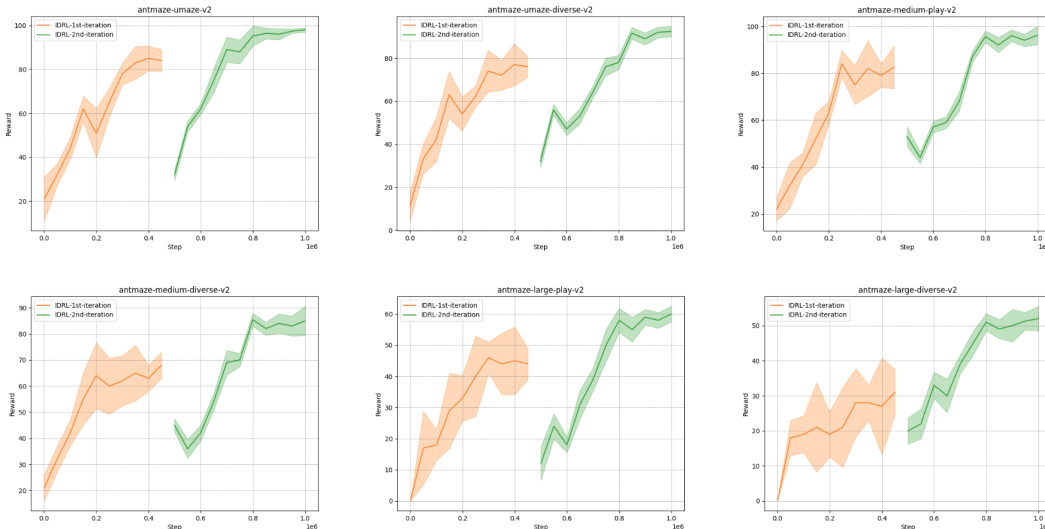 antmaze-umaze-v2
IDRL-1st-iteration
IDRL-2nd-iteration
Reward
100
80
60
40
20
0.0
0.2
0.4
0.6
0.8
1.0
Step
1e6
antmaze-umaze-diverse-v2
IDRL-1st-iteration
IDRL-2nd-iteration
Reward
100
80
60
40
20
0
0.0
0.2
0.4
0.6
0.8
1.0
Step
1e6
antmaze-medium-play-v2
IDRL-1st-iteration
IDRL-2nd-iteration
Reward
100
80
60
40
20
0.0
0.2
0.4
0.6
0.8
1.0
Step
1e6
antmaze-medium-diverse-v2
IDRL-1st-iteration
IDRL-2nd-iteration
Reward
90
80
70
60
50
40
30
20
0.0
0.2
0.4
0.6
0.8
1.0
Step
1e6
antmaze-large-play-v2
IDRL-1st-iteration
IDRL-2nd-iteration
Reward
60
50
40
30
20
10
0
0.0
0.2
0.4
0.6
0.8
1.0
Step
1e6
antmaze-large-diverse-v2
IDRL-1st-iteration
IDRL-2nd-iteration
Reward
50
40
30
20
10
0
0.0
0.2
0.4
0.6
0.8
1.0
Step
1e6